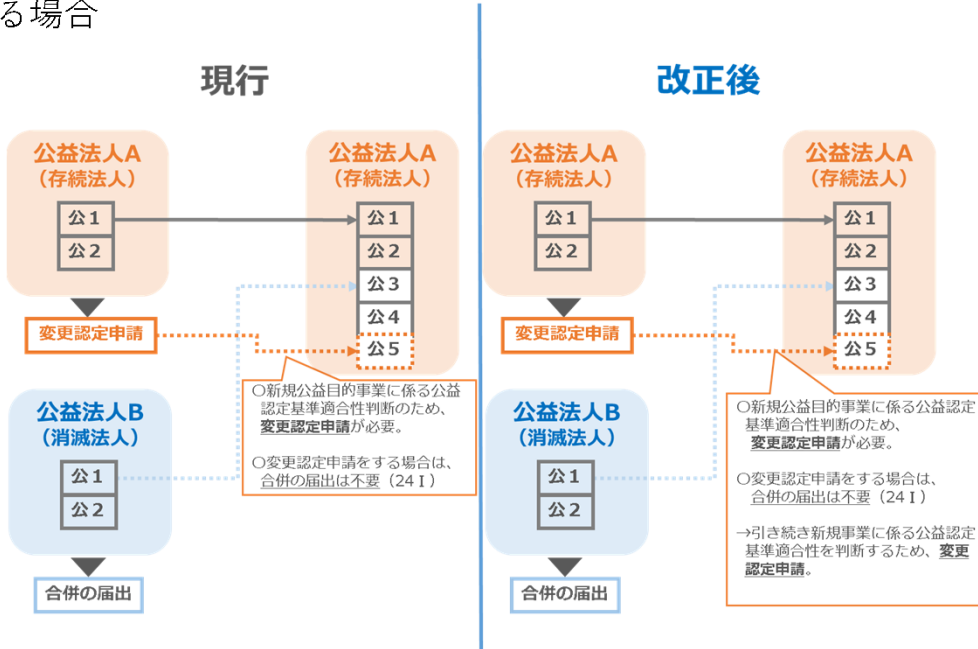 る場合
現行
公益法人A
（存続法人）
公1
公2
変更認定申請
公益法人B
（消滅法人）
公1
公2
合併の届出
公益法人A
（存続法人）
公1
公2
公3
公4
公5
〇新規公益目的事業に係る公益
認定基準適合性判断のため、
変更認定申請が必要。
〇変更認定申請をする場合は、
合併の届出は不要（24Ⅰ）
改正後
公益法人A
（存続法人）
公1
公2
変更認定申請
公益法人B
（消滅法人）
公1
公2
合併の届出
公益法人A
（存続法人）
公1
公2
公3
公4
公5
〇新規公益目的事業に係る公益認定
基準適合性判断のため、
変更認定申請が必要。
〇変更認定申請をする場合は、
合併の届出は不要（24Ⅰ）
→引き続き新規事業に係る公益認定
基準適合性を判断するため、変更
認定申請。